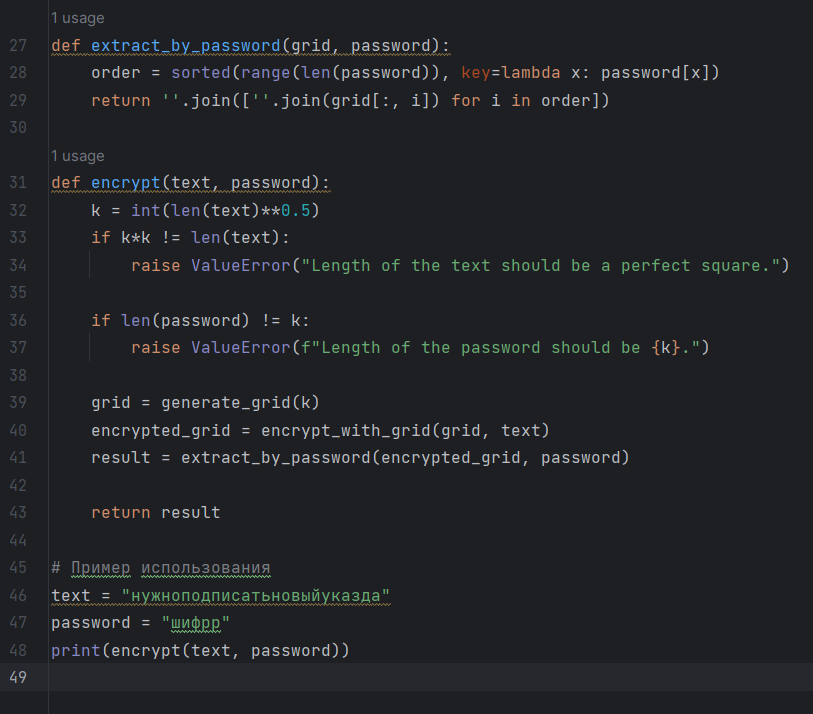 1 usage
27 def extract_by_password(grid, password):
28 order = sorted(range(len(password)), key=lambda x: password[x])
29 return ''.join([''.join(grid[:, i]) for i in order])
30
1 usage
31 def encrypt(text, password):
32 k = int(len(text)**0.5)
33 if k*k != len(text):
34 raise ValueError("Length of the text should be a perfect square.")
35
36 if len(password) != k:
37 raise ValueError(f"Length of the password should be {k}.")
38
39 grid = generate_grid(k)
40 encrypted_grid = encrypt_with_grid(grid, text)
41 result = extract_by_password(encrypted_grid, password)
42
43 return result
44
45 # Пример использования
46 text = "нужноподписатьновыйуказда"
47 password = "шифрр"
48 print(encrypt(text, password))
49